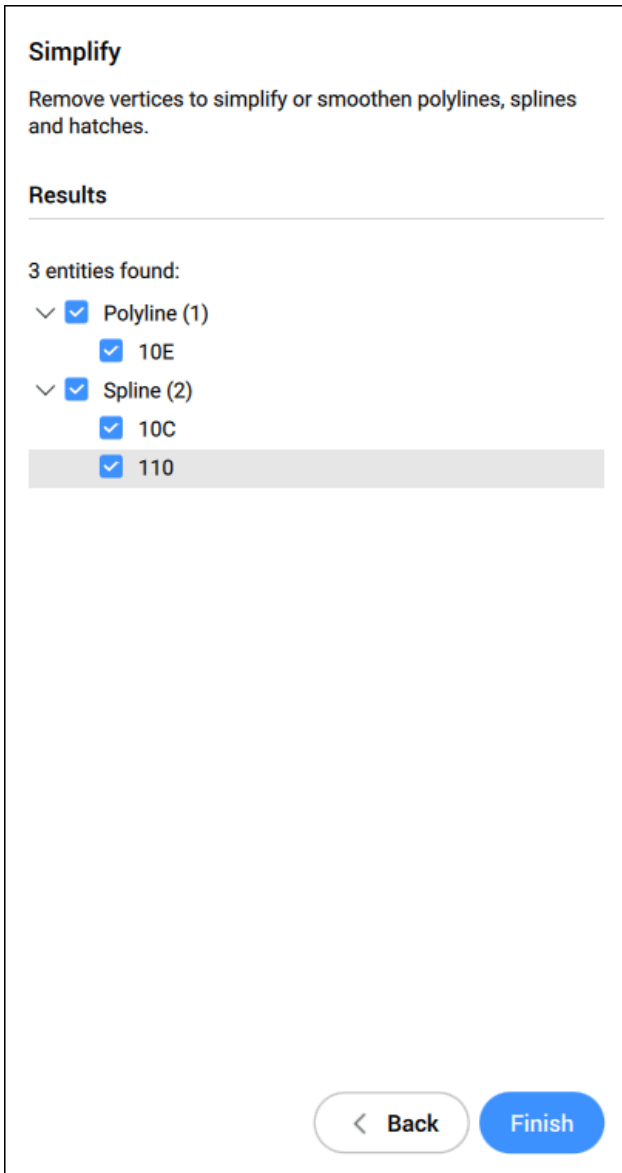 Simplify
Remove vertices to simplify or smoothen polylines, splines
and hatches.
Results
3 entities found:
Polyline (1)
10E
Spline (2)
10C
110
Back
Finish